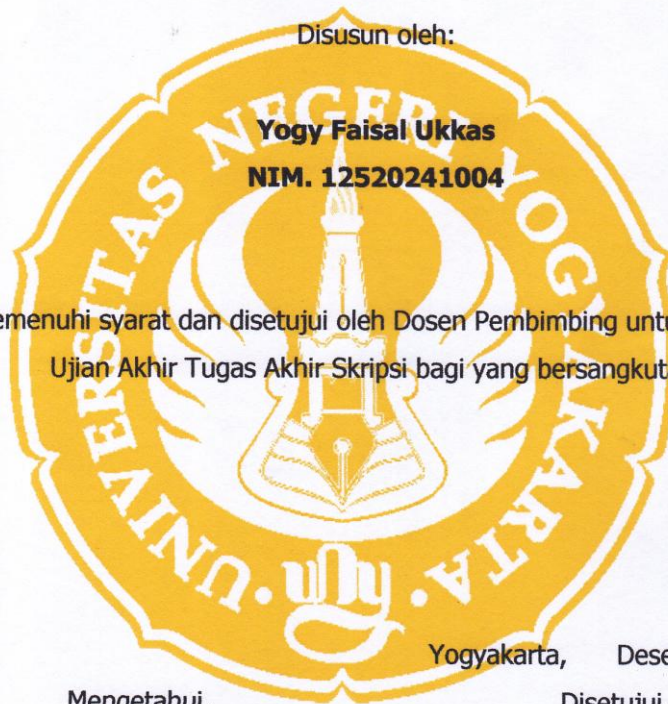 Disusun oleh:
Yogy Faisal Ukkas
NIM. 12520241004
emenuhi syarat dan disetujui oleh Dosen Pembimbing unt
Ujian Akhir Tugas Akhir Skripsi bagi yang bersangkut
UNIVERSITAS NEGERI YOGYAKARTA
uny
Yogyakarta, Dese
Mengetahui
Disetujui